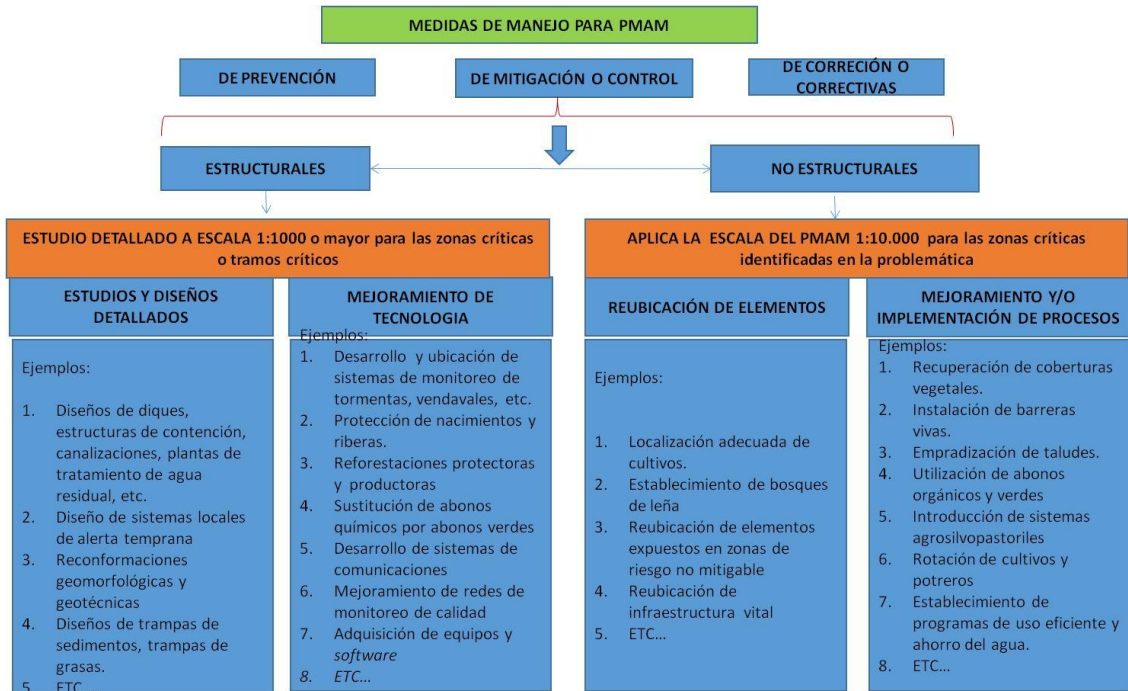 MEDIDAS DE MANEJO PARA PMAM
DE PREVENCIÓN
DE MITIGACIÓN O CONTROL
DE CORRECIÓN O
CORRECTIVAS
ESTRUCTURALES
NO ESTRUCTURALES
ESTUDIO DETALLADO A ESCALA 1:1000 o mayor para las zonas críticas
o tramos críticos
APLICA LA ESCALA DEL PMAM 1:10.000 para las zonas críticas
identificadas en la problemática
ESTUDIOS Y DISEÑOS
DETALLADOS
Ejemplos:
1. Diseños de diques,
estructuras de contención,
canalizaciones, plantas de
tratamiento de agua
residual, etc.
2. Diseño de sistemas locales
de alerta temprana
3. Reconformaciones
geomorfológicas y
geotécnicas
4. Diseños de trampas de
sedimentos, trampas de
grasas.
5. ETC
MEJORAMIENTO DE
TECNOLOGIA
Ejemplos:
1. Desarrollo y ubicación de
sistemas de monitoreo de
tormentas, vendavales, etc.
2. Protección de nacimientos y
riberas.
3. Reforestaciones protectoras
y productoras
4. Sustitución de abonos
químicos por abonos verdes
5. Desarrollo de sistemas de
comunicaciones
6. Mejoramiento de redes de
monitoreo de calidad
7. Adquisición de equipos y
software
8. ETC...
REUBICACIÓN DE ELEMENTOS
Ejemplos:
1. Localización adecuada de
cultivos.
2. Establecimiento de bosques
de leña
3. Reubicación de elementos
expuestos en zonas de
riesgo no mitigable
4. Reubicación de
infraestructura vital
5. ETC...
MEJORAMIENTO Y/O
IMPLEMENTACIÓN DE PROCESOS
Ejemplos:
1. Recuperación de coberturas
vegetales.
2. Instalación de barreras
vivas.
3. Empradización de taludes.
4. Utilización de abonos
orgánicos y verdes
5. Introducción de sistemas
agrosilvopastoriles
6. Rotación de cultivos y
potreros
7. Establecimiento de
programas de uso eficiente y
ahorro del agua.
8. ETC...